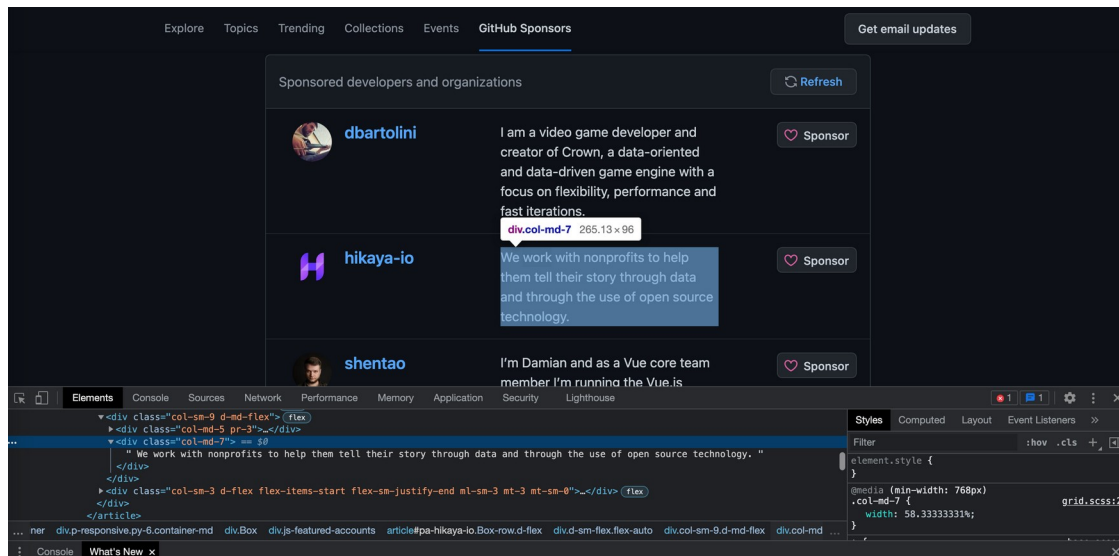 Explore Topics Trending Collections Events GitHub Sponsors Get email updates
Sponsored developers and organizations Refresh
dbartolini I am a video game developer and Sponsor
creator of Crown, a data-oriented
and data-driven game engine with a
focus on flexibility, performance and
fast iterations.
div.col-md-7 265.13 × 96
hikaya-io We work with nonprofits to help Sponsor
them tell their story through data
and through the use of open source
technology.
shentao I'm Damian and as a Vue core team Sponsor
member I'm running the Vue.js
Elements Console Sources Network Performance Memory Application Security Lighthouse 1 1
▼<div class="col-sm-9 d-md-flex"> flex
▶<div class="col-md-5 pr-3">…</div>
… ▼<div class="col-md-7"> == $0
" We work with nonprofits to help them tell their story through data and through the use of open source technology. "
</div>
</div>
▶<div class="col-sm-3 d-flex flex-items-start flex-sm-justify-end ml-sm-3 mt-3 mt-sm-0">…</div> flex
</div>
</article>
… ner div.p-responsive.py-6.container-md div.Box div.js-featured-accounts article#pa-hikaya-io.Box-row.d-flex div.d-sm-flex.flex-auto div.col-sm-9.d-md-flex div.col-md …
Styles Computed Layout Event Listeners »
Filter :hov .cls +
element.style {
}
@media (min-width: 768px)
.col-md-7 { grid.scss:2
width: 58.33333331%;
}
Console What's New ×